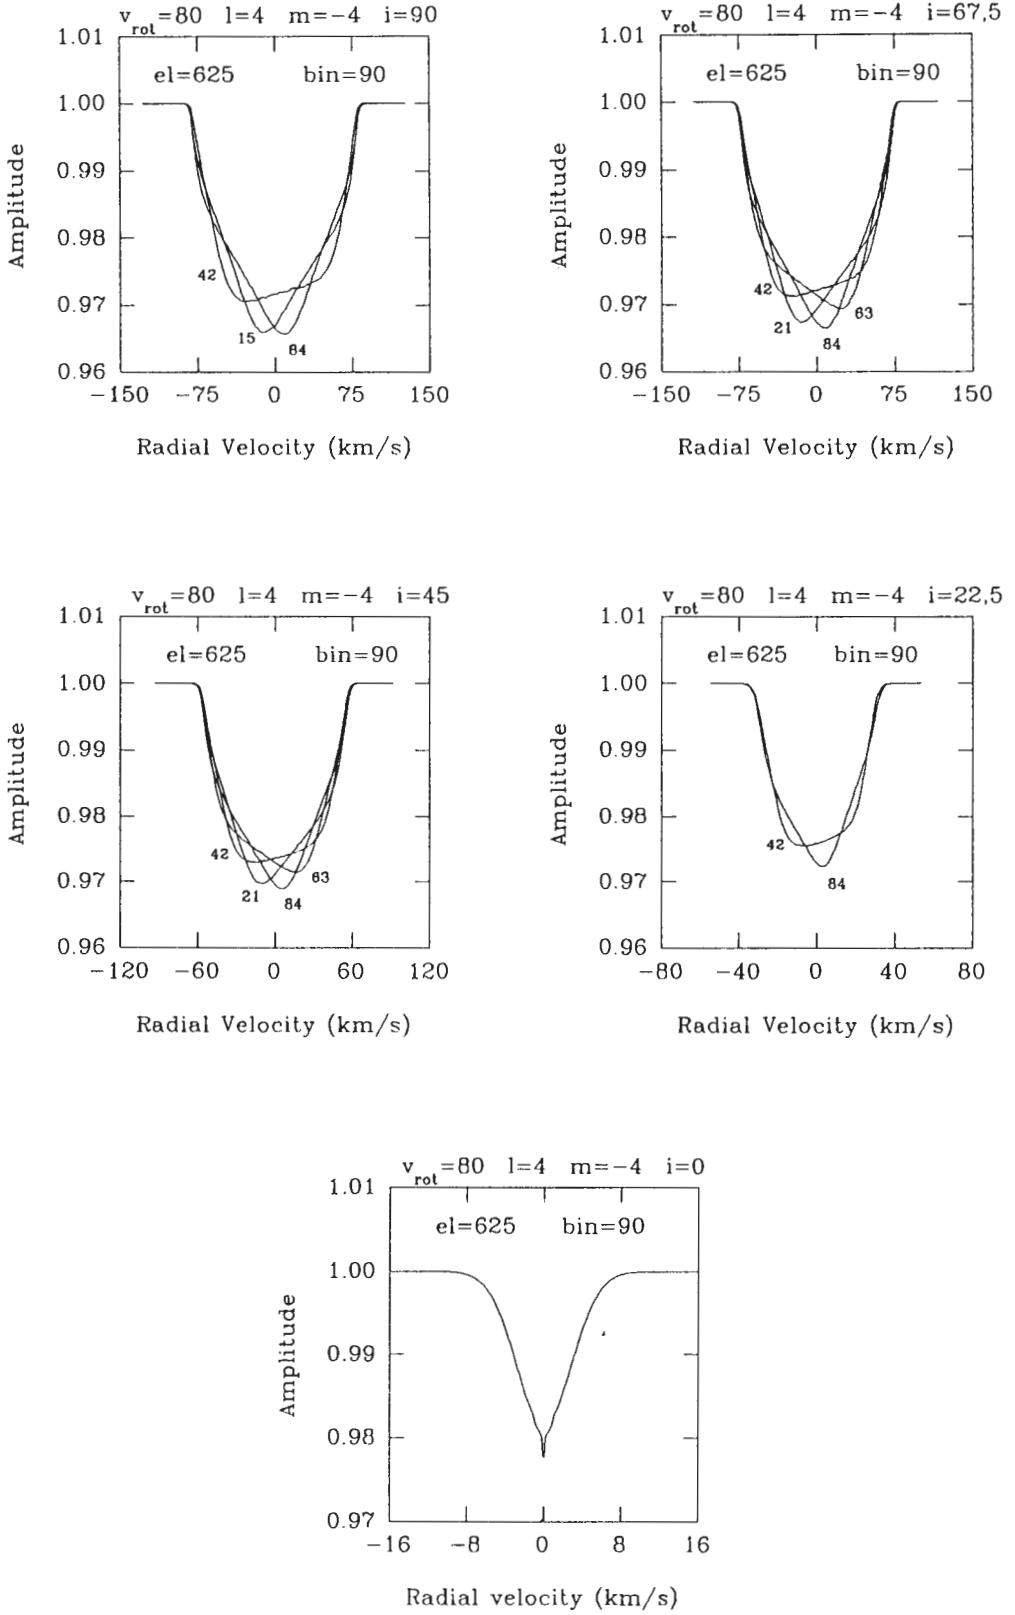 v_rot=80 l=4 m=−4 i=90
1.01
el=625 bin=90
1.00
0.99
0.98
0.97
0.96
42
15
84
Amplitude
−150 −75 0 75 150
Radial Velocity (km/s)
v_rot=80 l=4 m=−4 i=67,5
1.01
el=625 bin=90
1.00
0.99
0.98
0.97
0.96
42
21
84
63
Amplitude
−150 −75 0 75 150
Radial Velocity (km/s)
v_rot=80 l=4 m=−4 i=45
1.01
el=625 bin=90
1.00
0.99
0.98
0.97
0.96
42
21
84
63
Amplitude
−120 −60 0 60 120
Radial Velocity (km/s)
v_rot=80 l=4 m=−4 i=22,5
1.01
el=625 bin=90
1.00
0.99
0.98
0.97
0.96
42
84
Amplitude
−80 −40 0 40 80
Radial Velocity (km/s)
v_rot=80 l=4 m=−4 i=0
1.01
el=625 bin=90
1.00
0.99
0.98
0.97
Amplitude
−16 −8 0 8 16
Radial velocity (km/s)